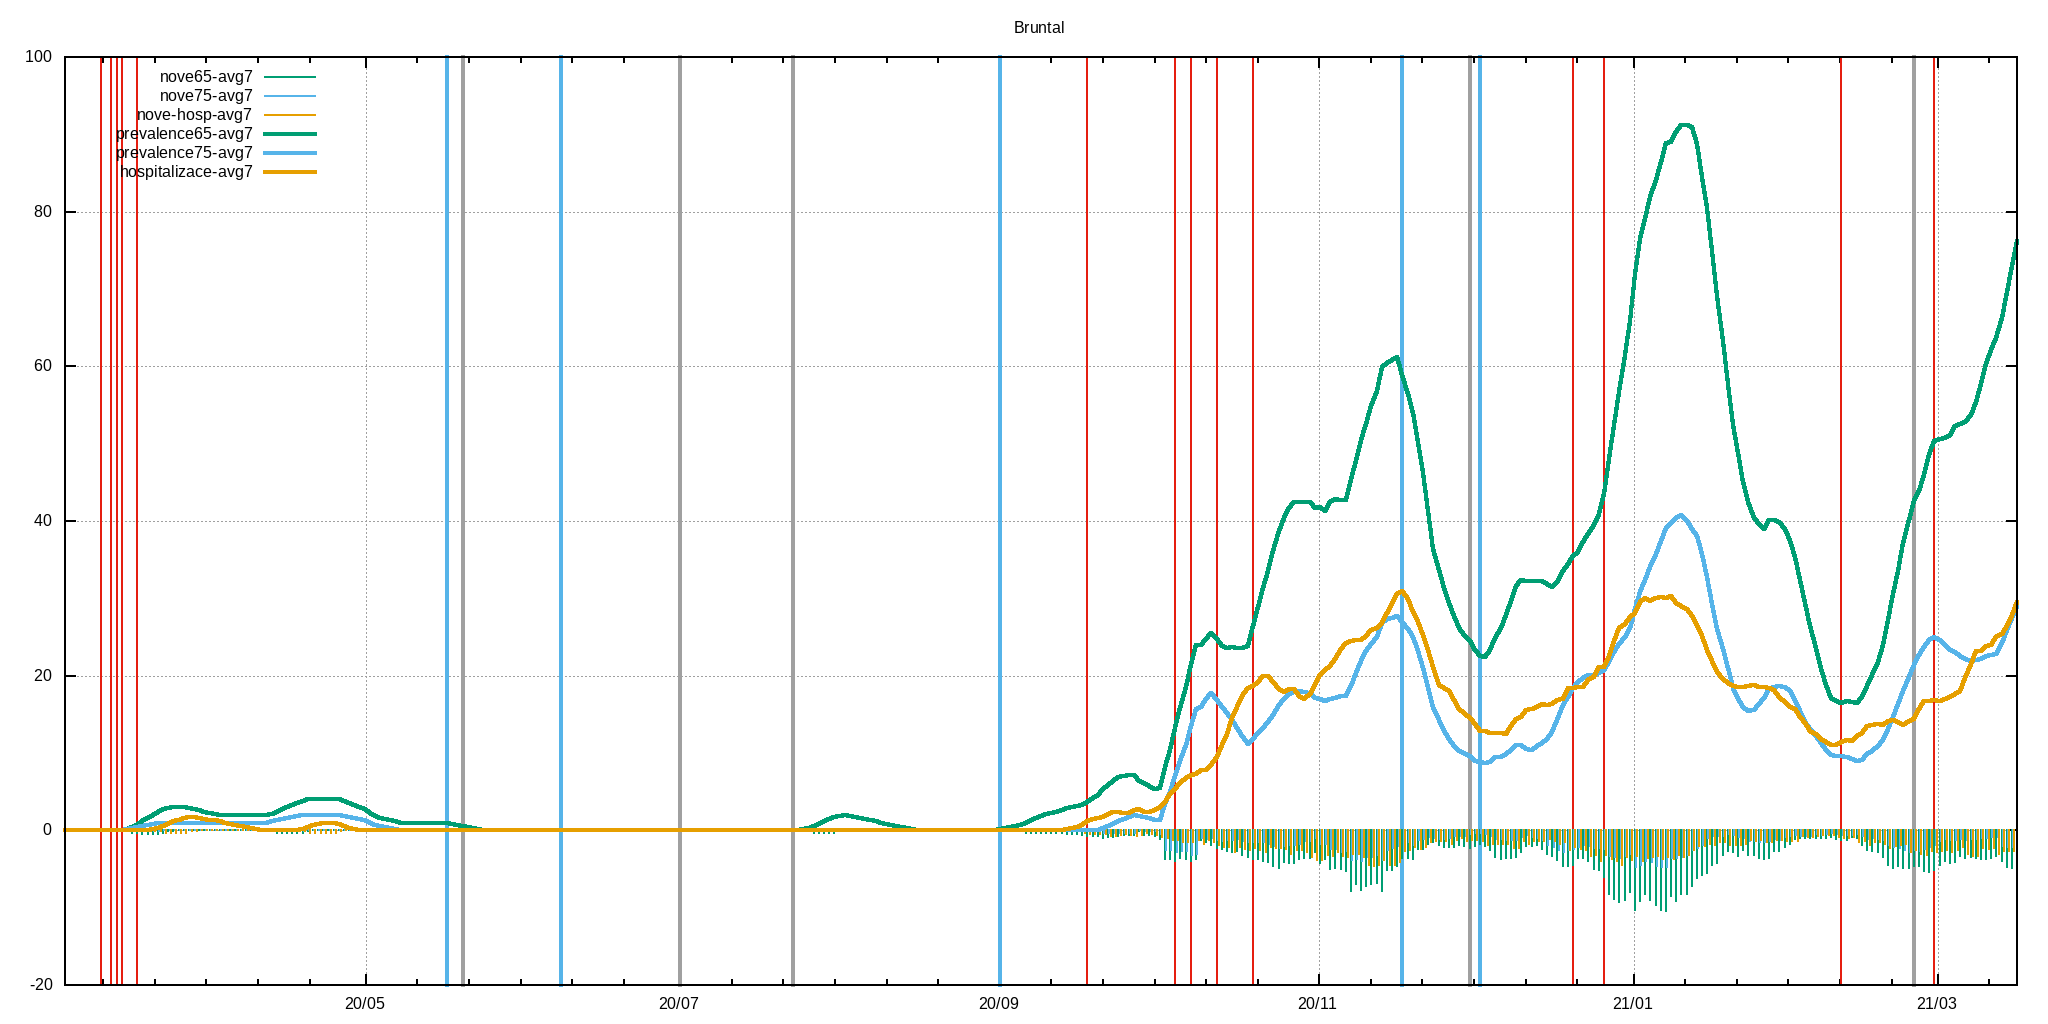 Bruntal
100
nove65-avg7
nove75-avg7
nove-hosp-avg7
prevalence65-avg7
prevalence75-avg7
hospitalizace-avg7
80
60
40
20
0
-20
20/05 20/07 20/09 20/11 21/01 21/03